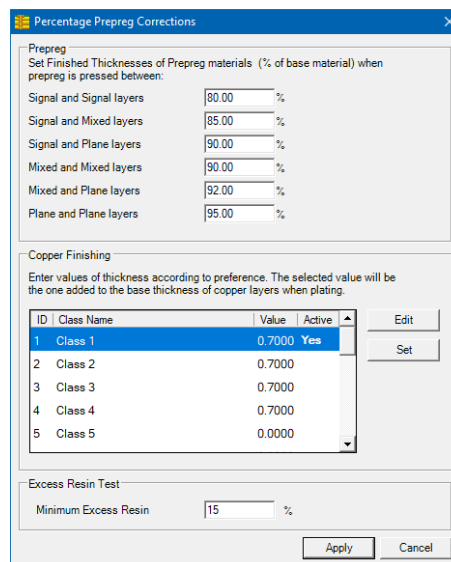 Percentage Prepreg Corrections
Prepreg
Set Finished Thicknesses of Prepreg materials (% of base material) when
prepreg is pressed between:
Signal and Signal layers 80.00 %
Signal and Mixed layers 85.00 %
Signal and Plane layers 90.00 %
Mixed and Mixed layers 90.00 %
Mixed and Plane layers 92.00 %
Plane and Plane layers 95.00 %
Copper Finishing
Enter values of thickness according to preference. The selected value will be
the one added to the base thickness of copper layers when plating.
ID Class Name Value Active Edit
1 Class 1 0.7000 Yes Set
2 Class 2 0.7000
3 Class 3 0.7000
4 Class 4 0.7000
5 Class 5 0.0000
Excess Resin Test
Minimum Excess Resin 15 %
Apply Cancel